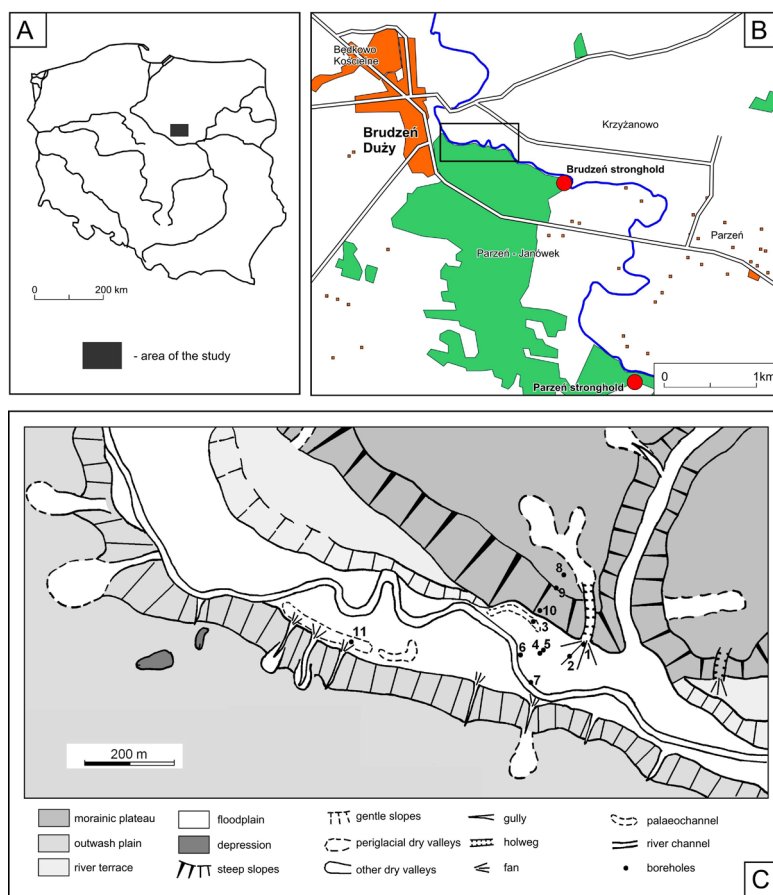 A
0 200 km
- area of the study
B
Będkowo
Kościelne
Brudzeń
Duży
Krzyżanowo
Brudzeń stronghold
Parzeń
Parzeń - Janówek
Parzeń stronghold
0 1km
8
9
10
3
11
6
4
5
2
1
7
200 m
morainic plateau
floodplain
gentle slopes
gully
palaeochannel
outwash plain
depression
periglacial dry valleys
holweg
river channel
river terrace
steep slopes
other dry valleys
fan
boreholes
C